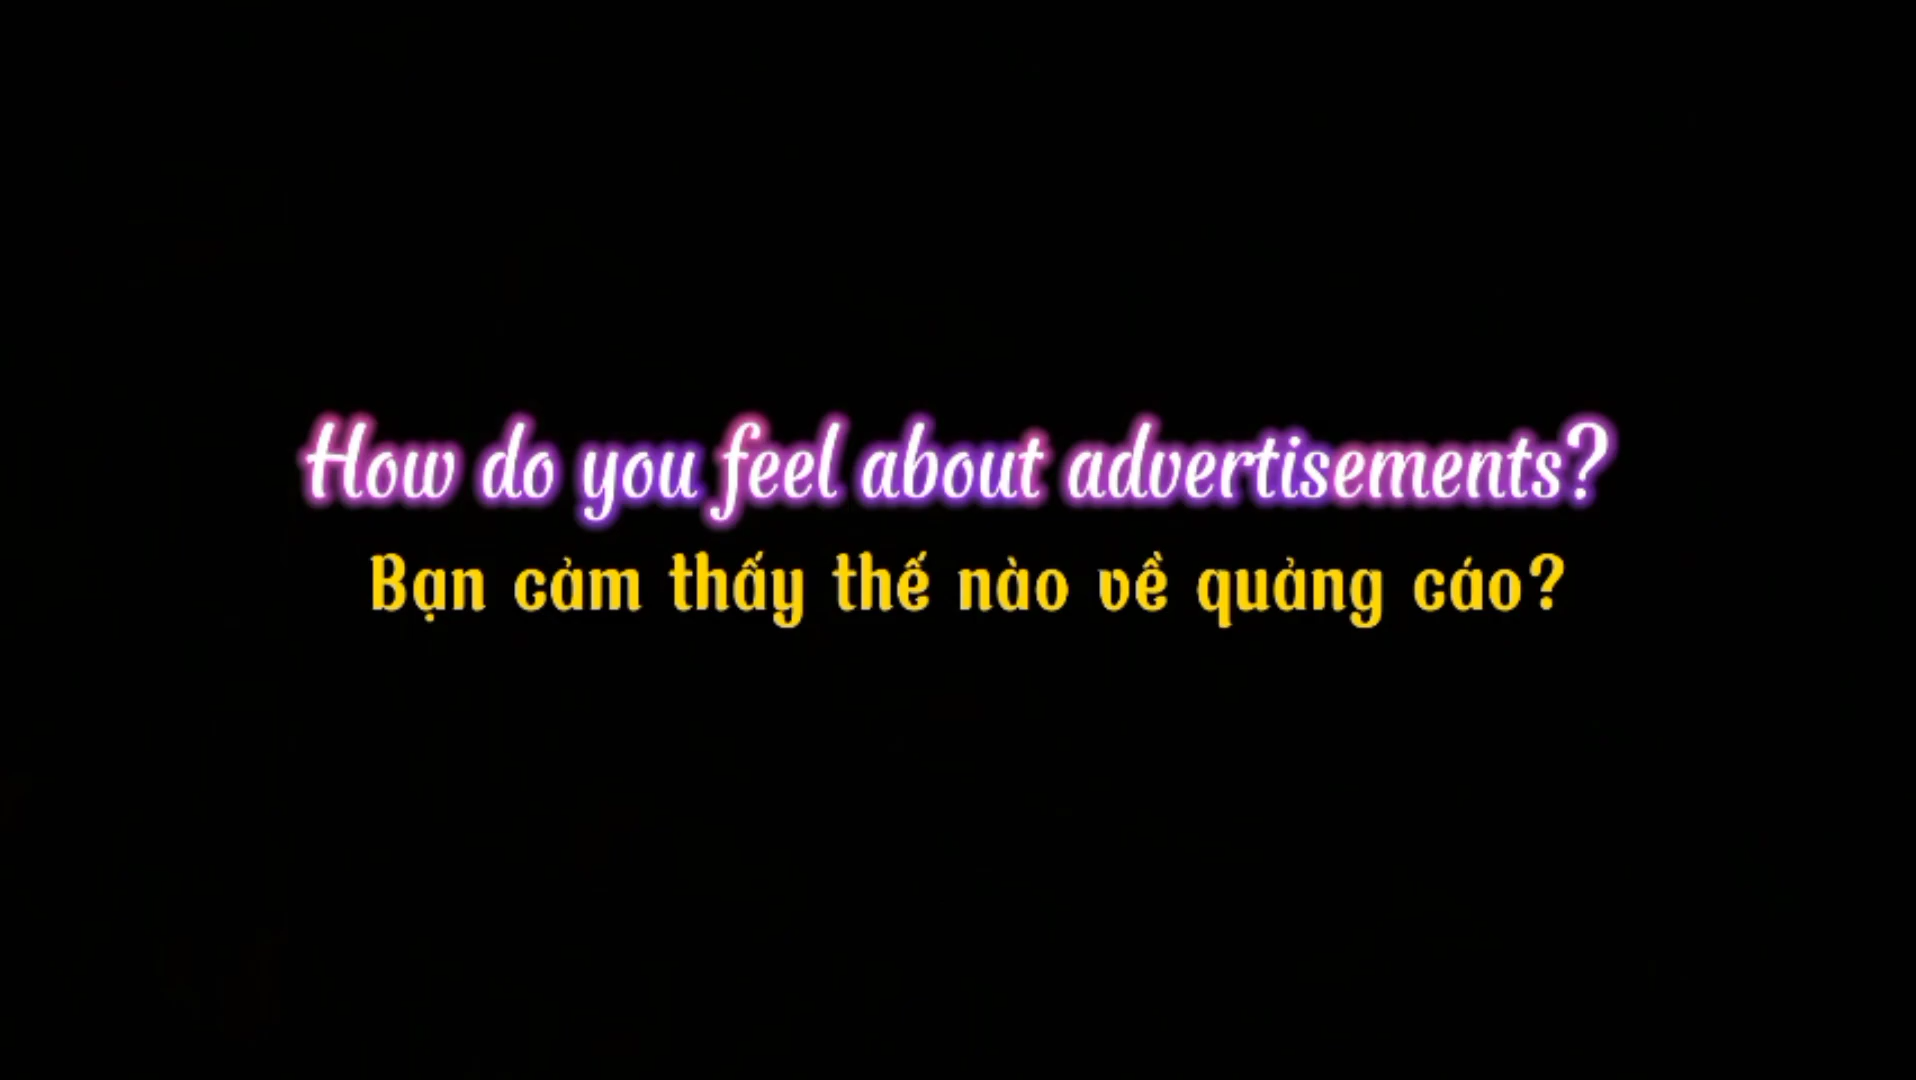 How do you feel about advertisements?
Bạn cảm thấy thế nào về quảng cáo?